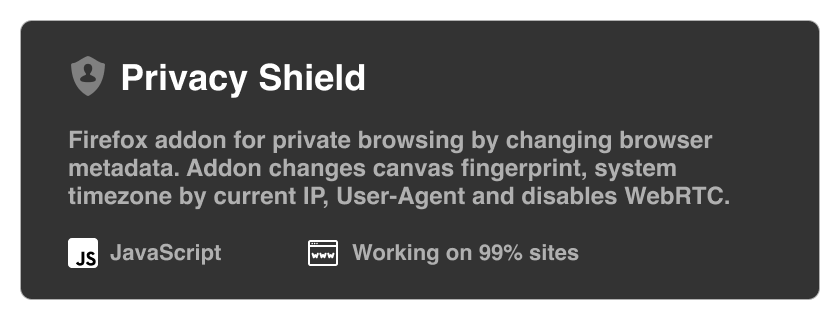 Privacy Shield
Firefox addon for private browsing by changing browser
metadata. Addon changes canvas fingerprint, system
timezone by current IP, User-Agent and disables WebRTC.
JS JavaScript
www Working on 99% sites